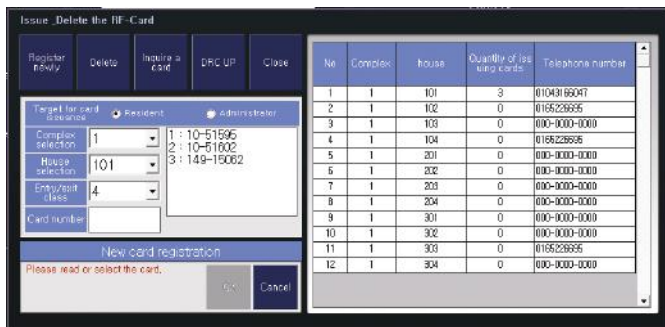 Issue _Delete the RF-Card
Register newly
Delete
Inquire a card
DRC UP
Close
Target for card issuance
Resident
Administrator
Complex selection
1
House selection
101
Entry/exit class
4
Card number
1 : 10-51595
2 : 10-51602
3 : 149-15062
New card registration
Please read or select the card.
OK
Cancel
No Complex house Quantity of iss uing cards Telephone number
1 1 101 3 01043166047
2 1 102 0 0165226695
3 1 103 0 000-0000-0000
4 1 104 0 0165226695
5 1 201 0 000-0000-0000
6 1 202 0 000-0000-0000
7 1 203 0 000-0000-0000
8 1 204 0 000-0000-0000
9 1 301 0 000-0000-0000
10 1 302 0 000-0000-0000
11 1 303 0 0165226695
12 1 304 0 000-0000-0000